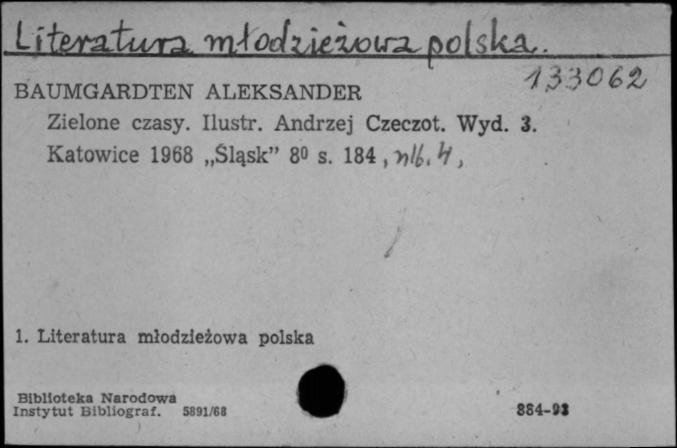 Literatura młodzieżowa polska.
133062
BAUMGARDTEN ALEKSANDER
Zielone czasy. Ilustr. Andrzej Czeczot. Wyd. 3.
Katowice 1968 „Śląsk” 8⁰ s. 184, nlb. 4,
1. Literatura młodzieżowa polska
Biblioteka Narodowa
Instytut Bibliograf. 5891/68
884-93